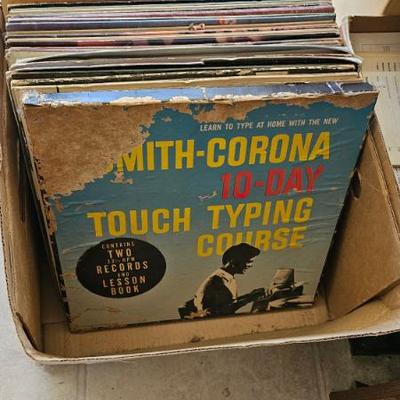 LEARN TO TYPE AT HOME WITH THE NEW
MITH-CORONA
10-DAY
TOUCH TYPING
COURSE
CONTAINS
TWO
33⅓ RPM
RECORDS
AND
LESSON
BOOK